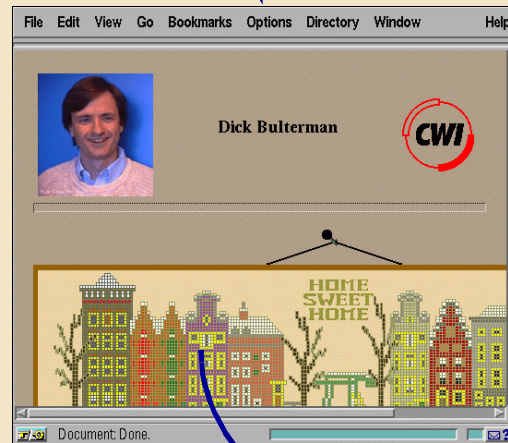 File Edit View Go Bookmarks Options Directory Window Help
Dick Bulterman
CWI
HOME
SWEET
HOME
Document: Done.
?